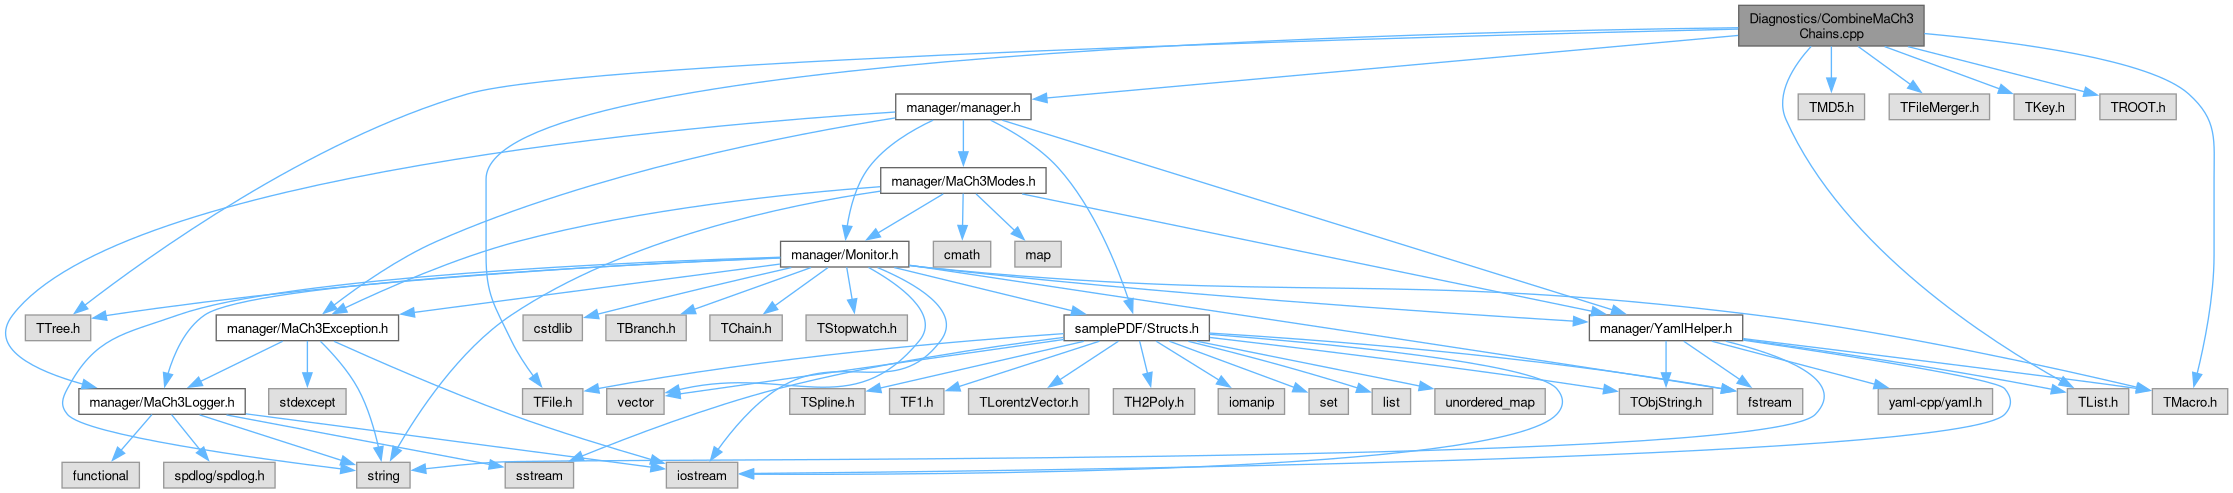 Diagnostics/CombineMaCh3
Chains.cpp
manager/manager.h
TMD5.h
TFileMerger.h
TKey.h
TROOT.h
manager/MaCh3Modes.h
manager/Monitor.h
cmath
map
TTree.h
manager/MaCh3Exception.h
cstdlib
TBranch.h
TChain.h
TStopwatch.h
samplePDF/Structs.h
manager/YamlHelper.h
manager/MaCh3Logger.h
stdexcept
TFile.h
vector
TSpline.h
TF1.h
TLorentzVector.h
TH2Poly.h
iomanip
set
list
unordered_map
TObjString.h
fstream
yaml-cpp/yaml.h
TList.h
TMacro.h
functional
spdlog/spdlog.h
string
sstream
iostream